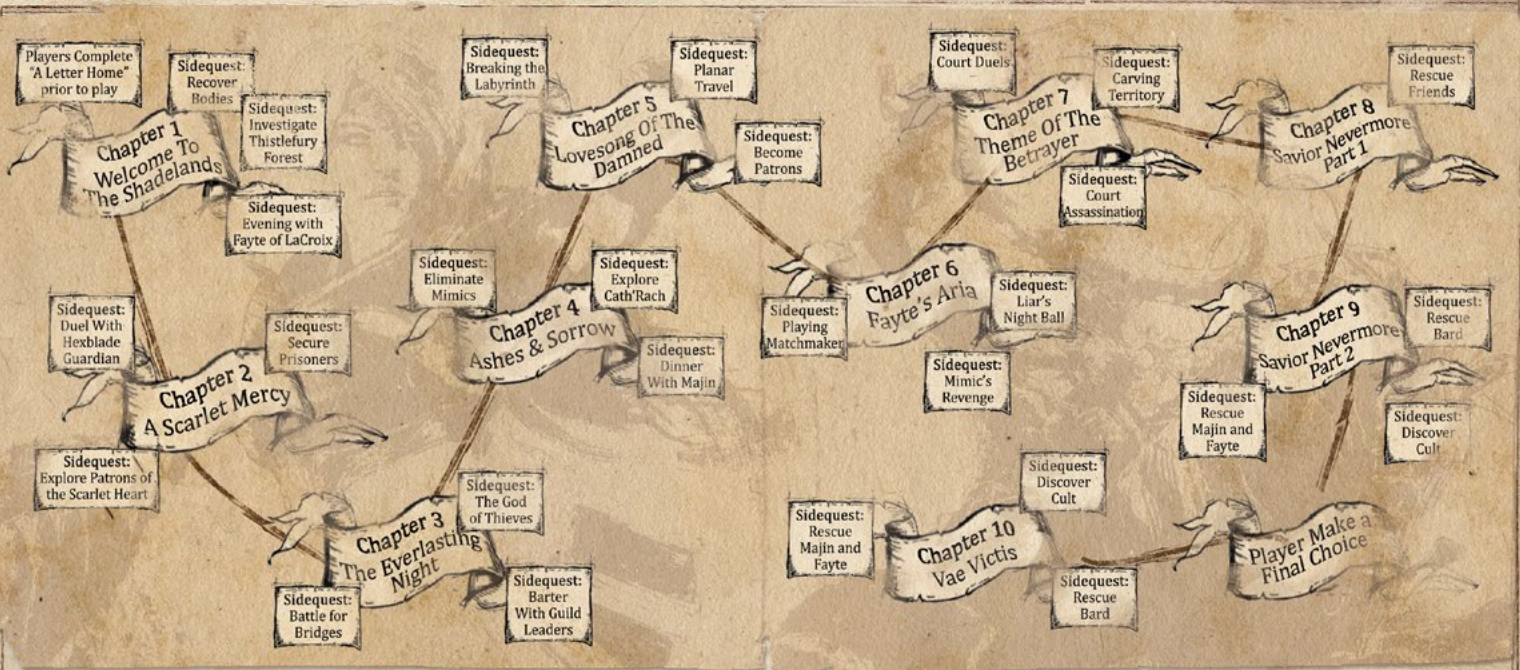 Players Complete
"A Letter Home"
prior to play
Sidequest:
Recover
Bodies
Sidequest:
Investigate
Thistlefury
Forest
Chapter 1
Welcome To
The Shadelands
Sidequest:
Evening with
Fayte of LaCroix
Sidequest:
Duel With
Hexblade
Guardian
Sidequest:
Secure
Prisoners
Chapter 2
A Scarlet Mercy
Sidequest:
Explore Patrons of
the Scarlet Heart
Sidequest:
The God
of Thieves
Chapter 3
The Everlasting
Night
Sidequest:
Battle for
Bridges
Sidequest:
Barter
With Guild
Leaders
Sidequest:
Eliminate
Mimics
Sidequest:
Explore
Cath'Rach
Chapter 4
Ashes & Sorrow
Sidequest:
Dinner
With Majin
Sidequest:
Breaking the
Labyrinth
Sidequest:
Planar
Travel
Chapter 5
Lovesong Of The
Damned
Sidequest:
Become
Patrons
Chapter 6
Fayte's Aria
Sidequest:
Playing
Matchmaker
Sidequest:
Liar's
Night Ball
Sidequest:
Mimic's
Revenge
Sidequest:
Court Duels
Sidequest:
Carving
Territory
Chapter 7
Theme Of The
Betrayer
Sidequest:
Court
Assassination
Sidequest:
Rescue
Friends
Chapter 8
Savior Nevermore
Part 1
Chapter 9
Savior Nevermore
Part 2
Sidequest:
Rescue
Bard
Sidequest:
Rescue
Majin and
Fayte
Sidequest:
Discover
Cult
Sidequest:
Discover
Cult
Sidequest:
Rescue
Majin and
Fayte
Chapter 10
Vae Victis
Sidequest:
Rescue
Bard
Player Make a
Final Choice